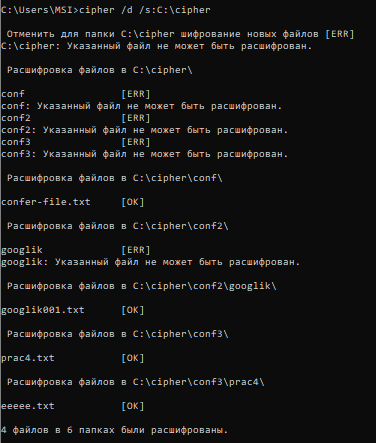 C:\Users\MSI>cipher /d /s:C:\cipher
Отменить для папки C:\cipher шифрование новых файлов [ERR]
C:\cipher: Указанный файл не может быть расшифрован.
Расшифровка файлов в C:\cipher\
conf [ERR]
conf: Указанный файл не может быть расшифрован.
conf2 [ERR]
conf2: Указанный файл не может быть расшифрован.
conf3 [ERR]
conf3: Указанный файл не может быть расшифрован.
Расшифровка файлов в C:\cipher\conf\
confer-file.txt [OK]
Расшифровка файлов в C:\cipher\conf2\
googlik [ERR]
googlik: Указанный файл не может быть расшифрован.
Расшифровка файлов в C:\cipher\conf2\googlik\
googlik001.txt [OK]
Расшифровка файлов в C:\cipher\conf3\
prac4.txt [OK]
Расшифровка файлов в C:\cipher\conf3\prac4\
eeeee.txt [OK]
4 файлов в 6 папках были расшифрованы.